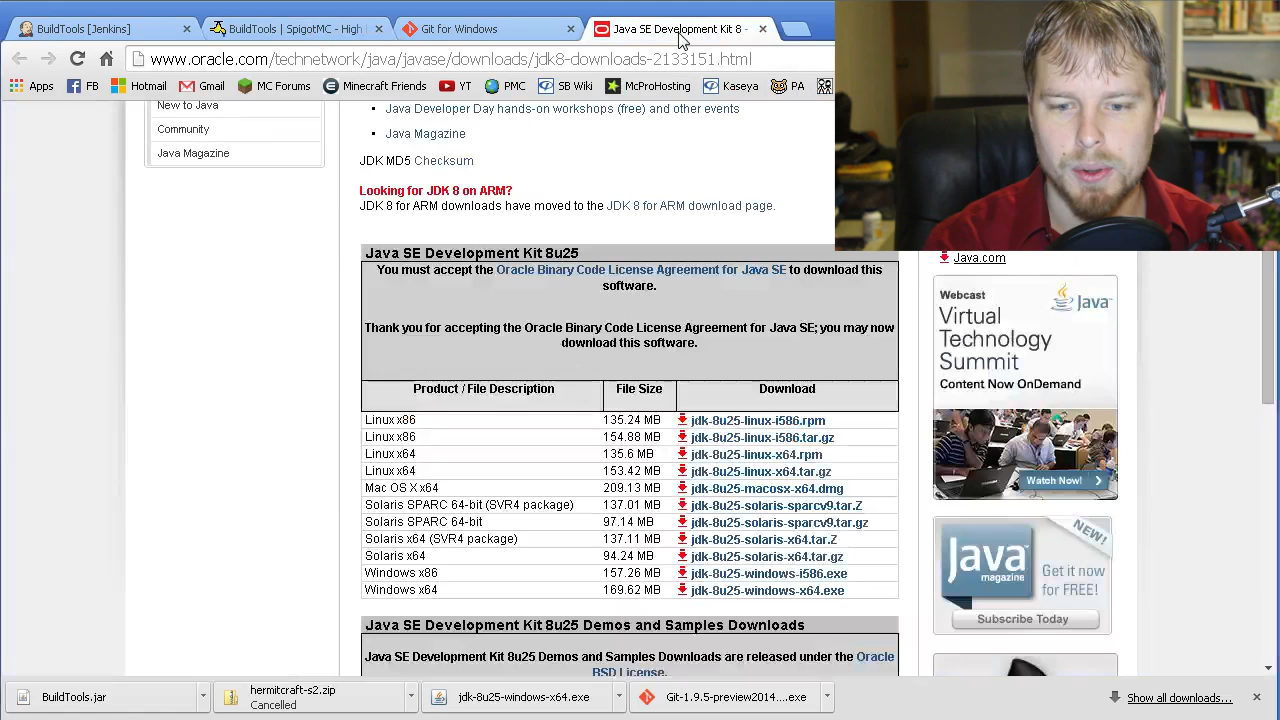 BuildTools [Jenkins]
BuildTools | SpigotMC - High
Git for Windows
Java SE Development Kit 8 -
www.oracle.com/technetwork/java/javase/downloads/jdk8-downloads-2133151.html
Apps
FB
Hotmail
Gmail
MC Forums
Minecraft Friends
YT
PMC
SB Wiki
McProHosting
Kaseya
PA
New to Java
Community
Java Magazine
Java Developer Day hands-on workshops (free) and other events
Java Magazine
JDK MD5 Checksum
Looking for JDK 8 on ARM?
JDK 8 for ARM downloads have moved to the JDK 8 for ARM download page.
Java SE Development Kit 8u25
You must accept the Oracle Binary Code License Agreement for Java SE to download this
software.
Thank you for accepting the Oracle Binary Code License Agreement for Java SE; you may now
download this software.
Product / File Description File Size Download
Linux x86 135.24 MB jdk-8u25-linux-i586.rpm
Linux x86 154.88 MB jdk-8u25-linux-i586.tar.gz
Linux x64 135.6 MB jdk-8u25-linux-x64.rpm
Linux x64 153.42 MB jdk-8u25-linux-x64.tar.gz
Mac OS X x64 209.13 MB jdk-8u25-macosx-x64.dmg
Solaris SPARC 64-bit (SVR4 package) 137.01 MB jdk-8u25-solaris-sparcv9.tar.Z
Solaris SPARC 64-bit 97.14 MB jdk-8u25-solaris-sparcv9.tar.gz
Solaris x64 (SVR4 package) 137.11 MB jdk-8u25-solaris-x64.tar.Z
Solaris x64 94.24 MB jdk-8u25-solaris-x64.tar.gz
Windows x86 157.26 MB jdk-8u25-windows-i586.exe
Windows x64 169.62 MB jdk-8u25-windows-x64.exe
Java SE Development Kit 8u25 Demos and Samples Downloads
Java SE Development Kit 8u25 Demos and Samples Downloads are released under the Oracle
BSD License.
Java.com
Webcast
Java
Virtual
Technology
Summit
Content Now OnDemand
Watch Now!
NEW!
Java
magazine
Get it now
for FREE!
Subscribe Today
BuildTools.jar
hermitcraft-s2.zip
Cancelled
jdk-8u25-windows-x64.exe
Git-1.9.5-preview2014....exe
Show all downloads...